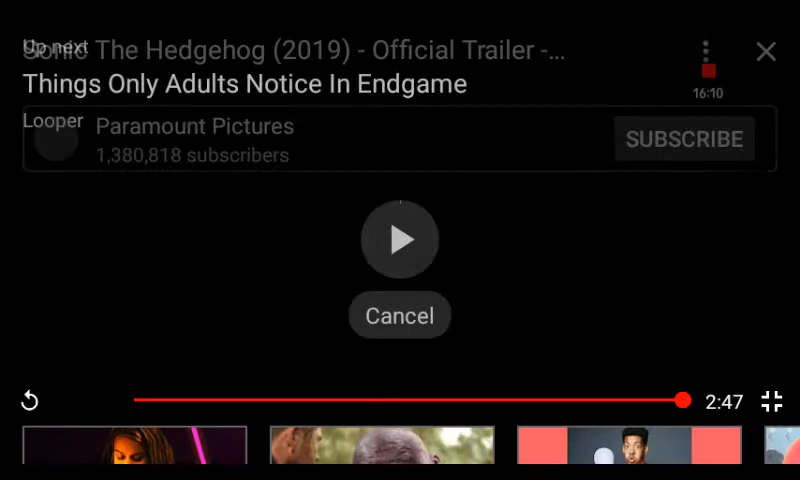 Up next
Sonic The Hedgehog (2019) - Official Trailer -...
Things Only Adults Notice In Endgame
16:10
Looper
Paramount Pictures
1,380,818 subscribers
SUBSCRIBE
Cancel
2:47